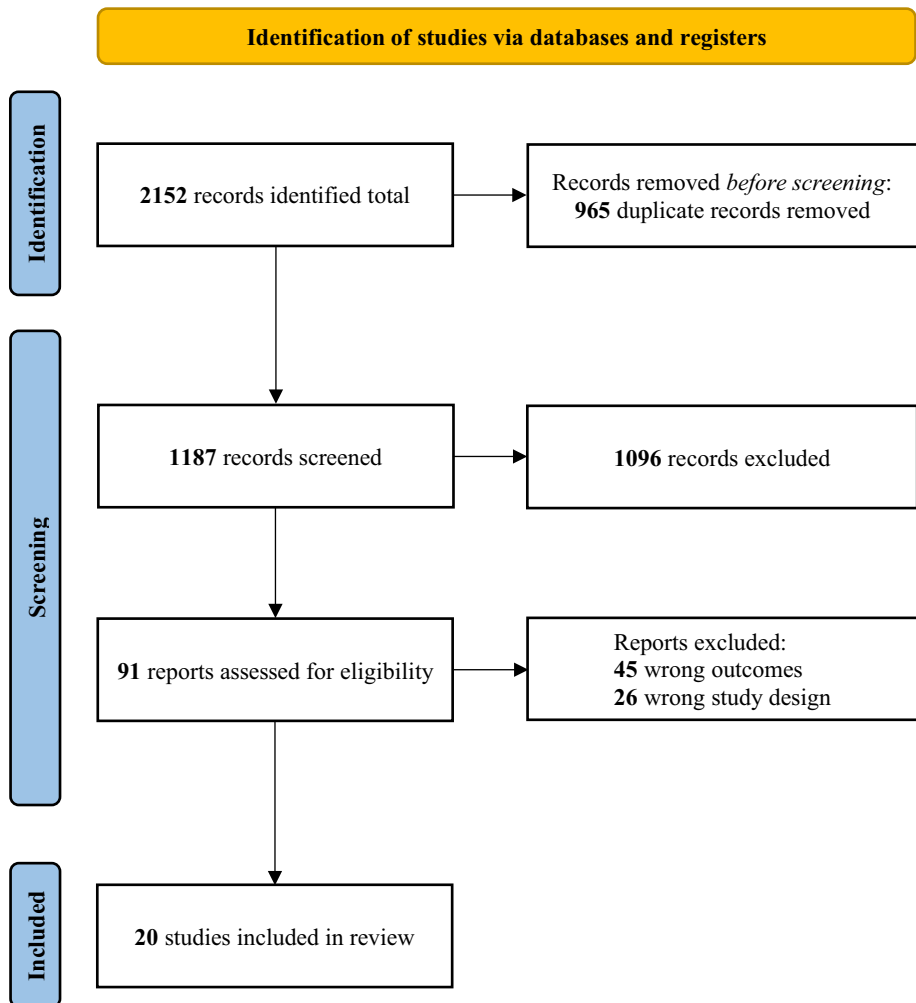 Identification of studies via databases and registers
Identification
2152 records identified total
Records removed before screening:
965 duplicate records removed
Screening
1187 records screened
1096 records excluded
91 reports assessed for eligibility
Reports excluded:
45 wrong outcomes
26 wrong study design
Included
20 studies included in review